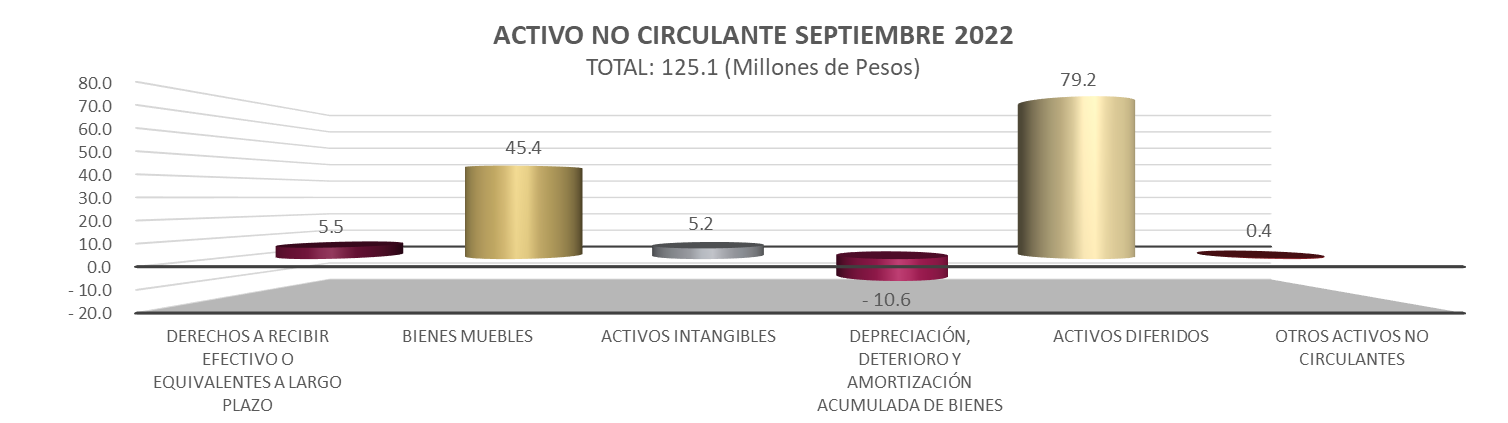 ACTIVO NO CIRCULANTE SEPTIEMBRE 2022
TOTAL: 125.1 (Millones de Pesos)
80.0
70.0
60.0
50.0
40.0
30.0
20.0
10.0
0.0
- 10.0
- 20.0
5.5
45.4
5.2
- 10.6
79.2
0.4
DERECHOS A RECIBIR
EFECTIVO O
EQUIVALENTES A LARGO
PLAZO
BIENES MUEBLES
ACTIVOS INTANGIBLES
DEPRECIACIÓN,
DETERIORO Y
AMORTIZACIÓN
ACUMULADA DE BIENES
ACTIVOS DIFERIDOS
OTROS ACTIVOS NO
CIRCULANTES